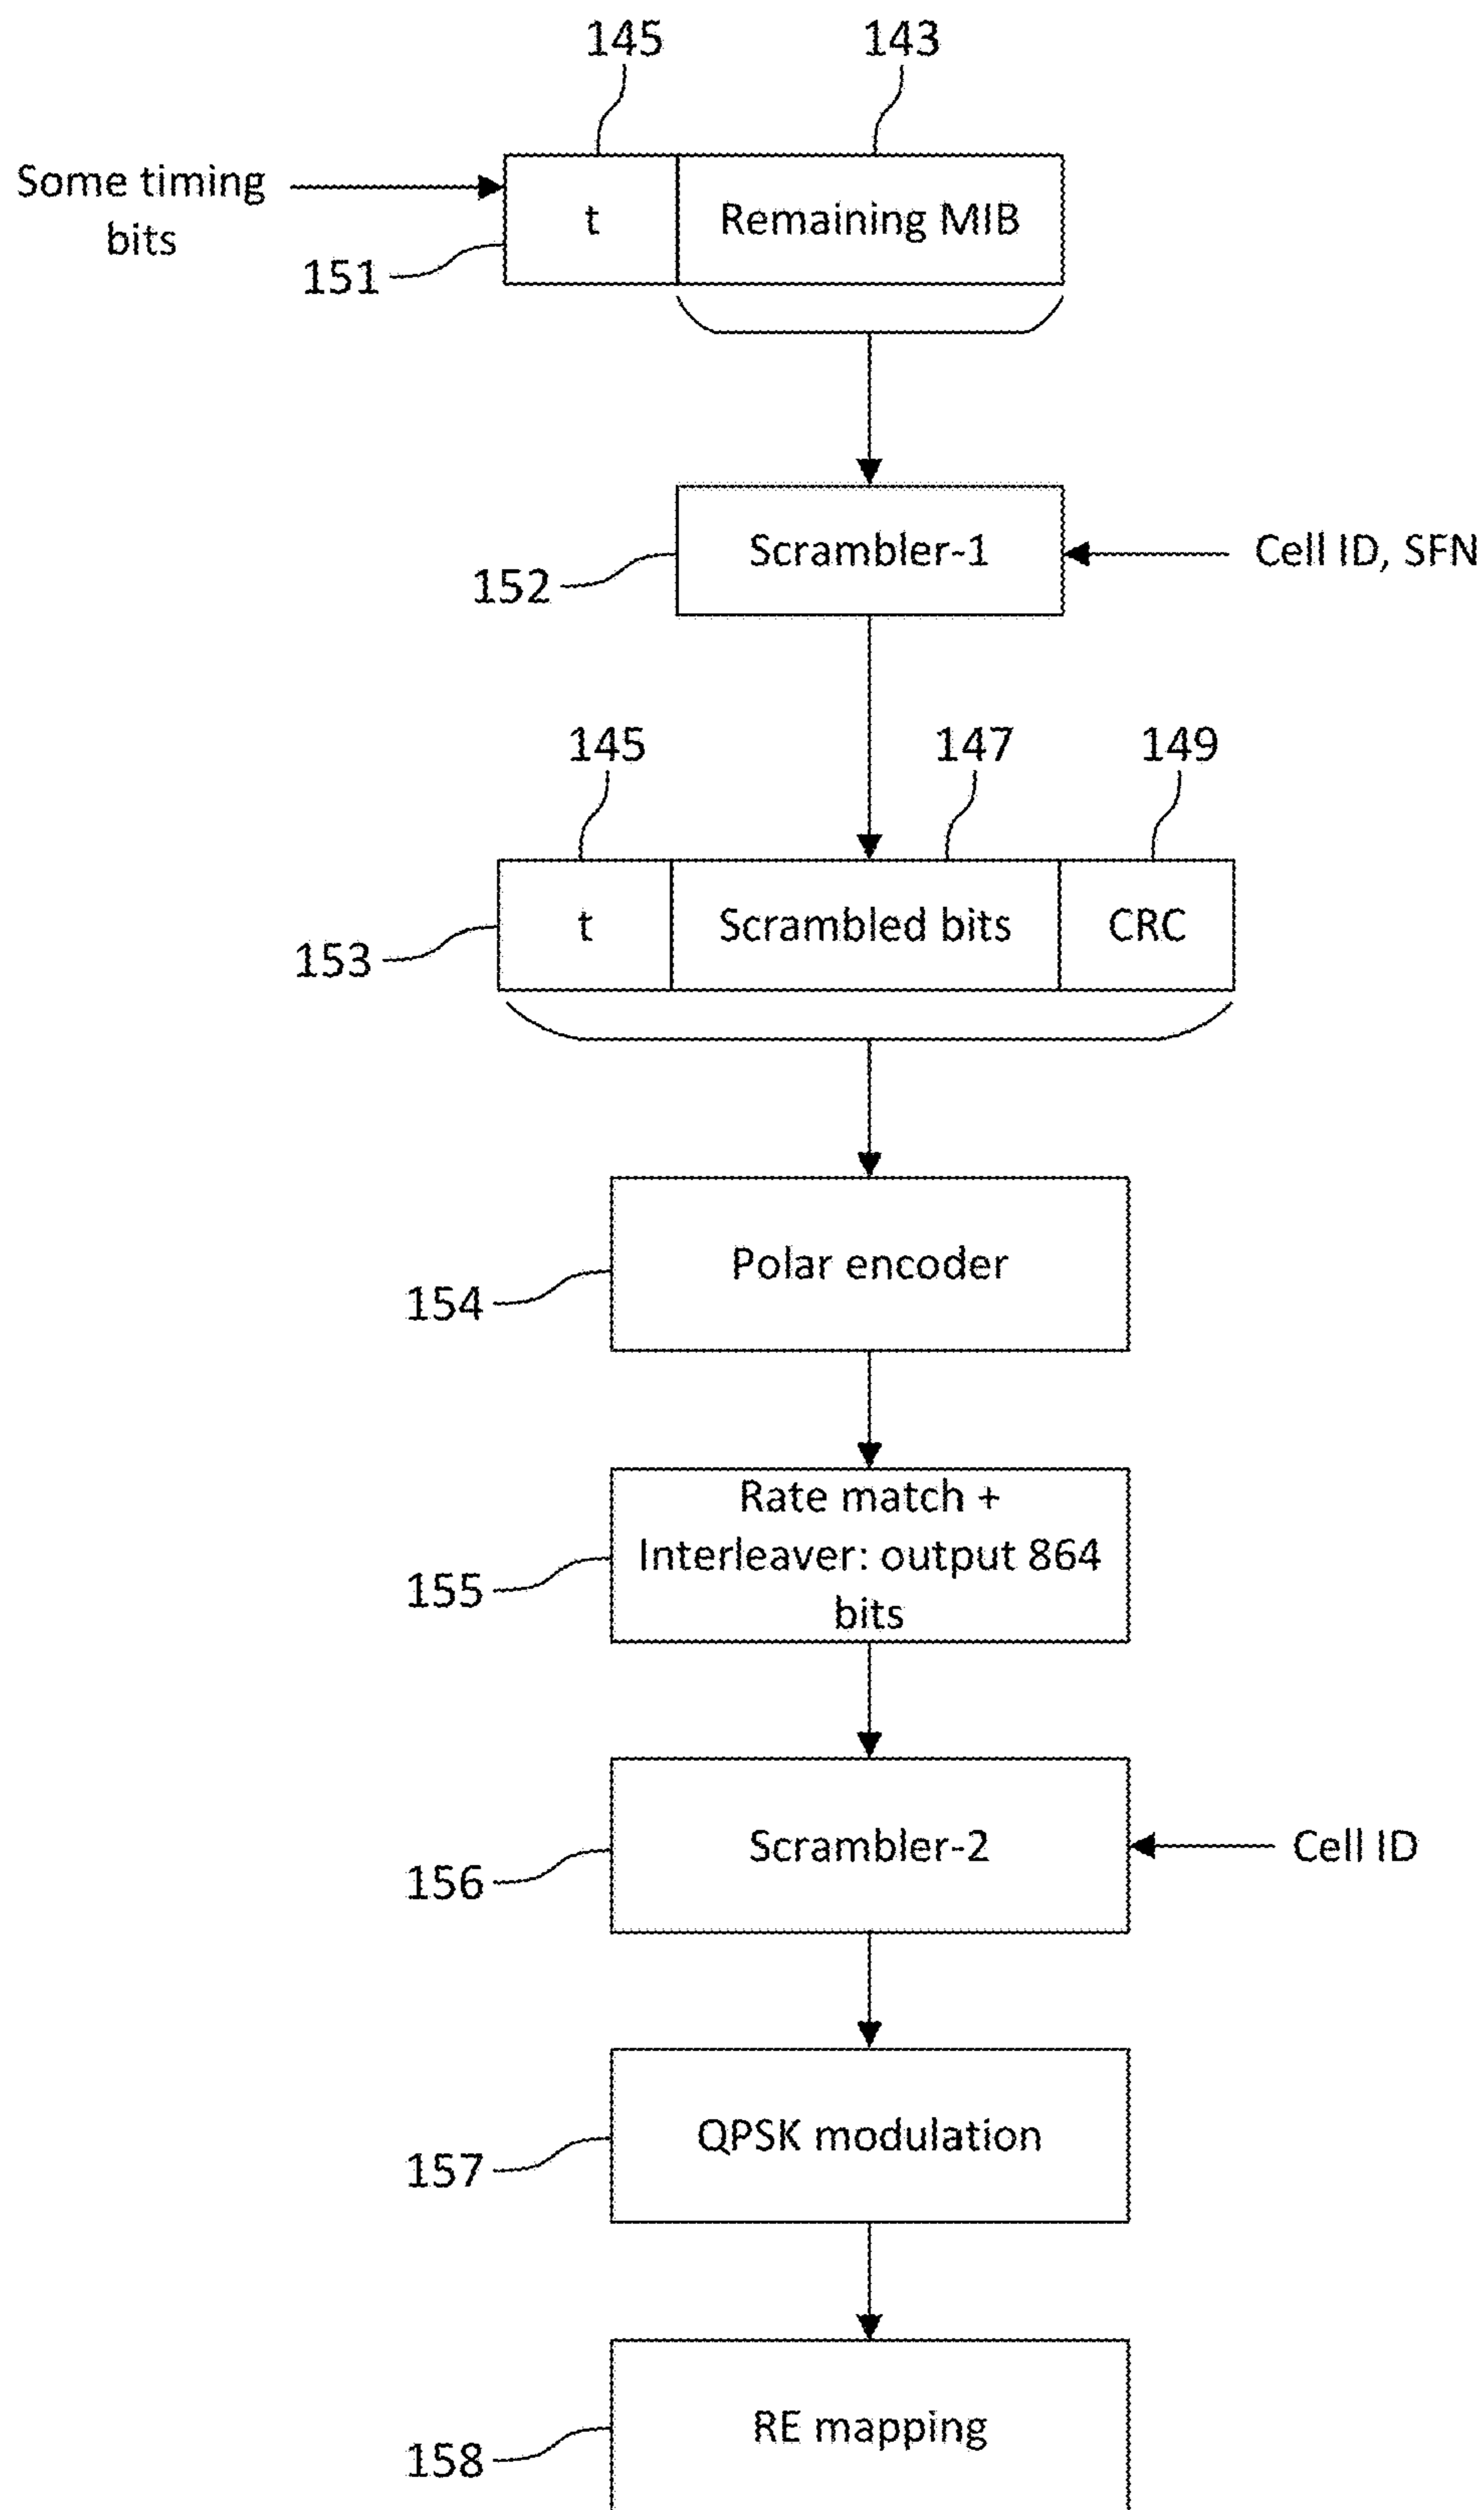 145
143
Some timing
bits
t
Remaining MIB
151
Scrambler-1
Cell ID, SFN
152
145
147
149
t
Scrambled bits
CRC
153
Polar encoder
154
Rate match +
Interleaver: output 864
bits
155
Scrambler-2
Cell ID
156
QPSK modulation
157
RE mapping
158